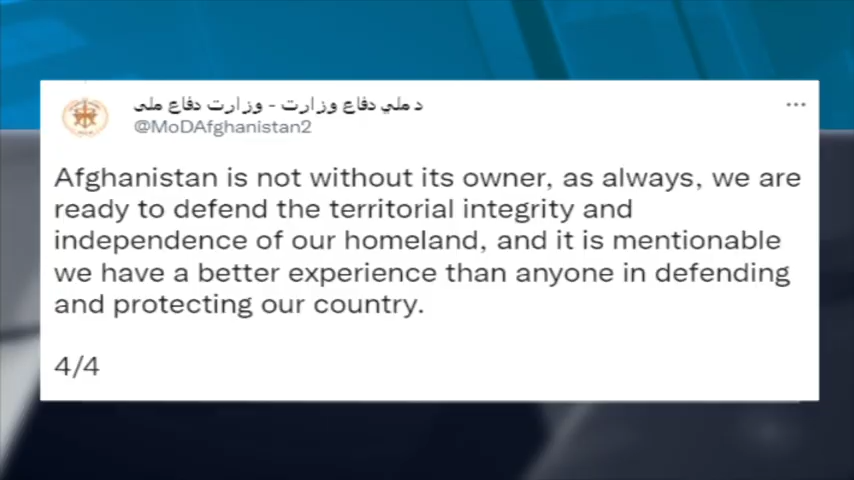 د ملي دفاع وزارت - وزارت دفاع ملی
@MoDAfghanistan2
Afghanistan is not without its owner, as always, we are
ready to defend the territorial integrity and
independence of our homeland, and it is mentionable
we have a better experience than anyone in defending
and protecting our country.
4/4